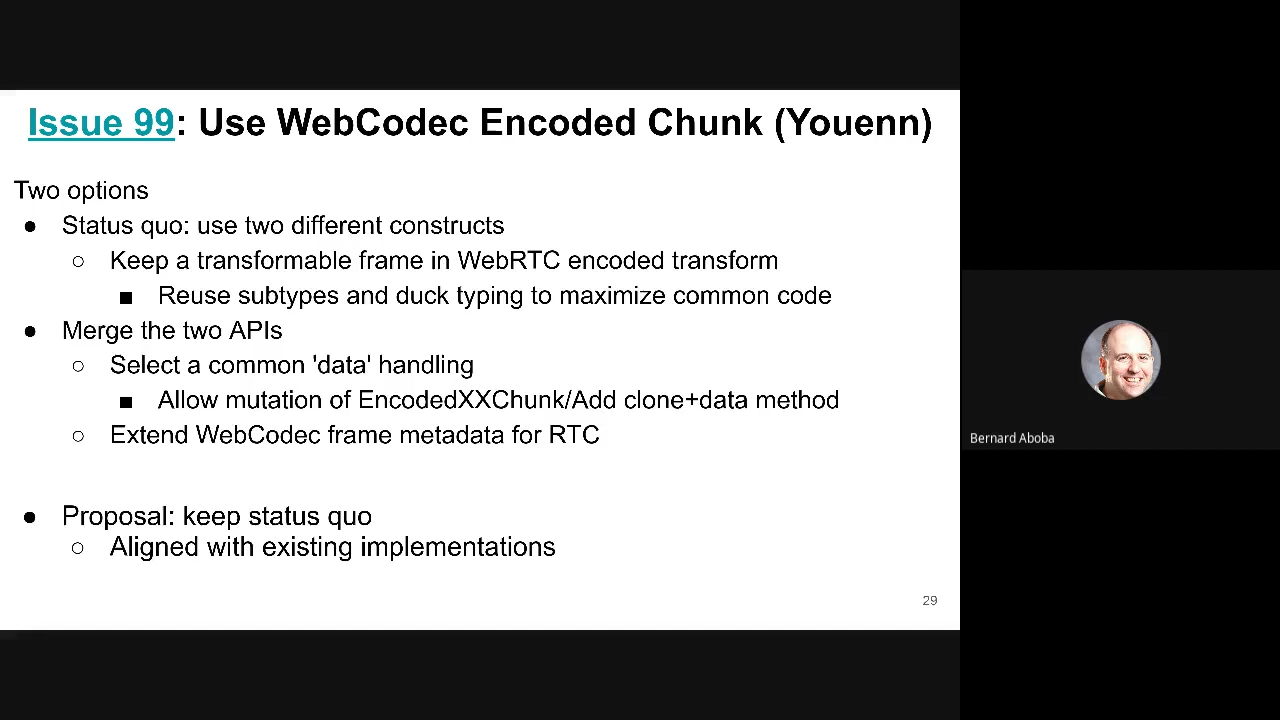 Issue 99: Use WebCodec Encoded Chunk (Youenn)
Two options
● Status quo: use two different constructs
○ Keep a transformable frame in WebRTC encoded transform
■ Reuse subtypes and duck typing to maximize common code
● Merge the two APIs
○ Select a common 'data' handling
■ Allow mutation of EncodedXXChunk/Add clone+data method
○ Extend WebCodec frame metadata for RTC
● Proposal: keep status quo
○ Aligned with existing implementations
29
Bernard Aboba